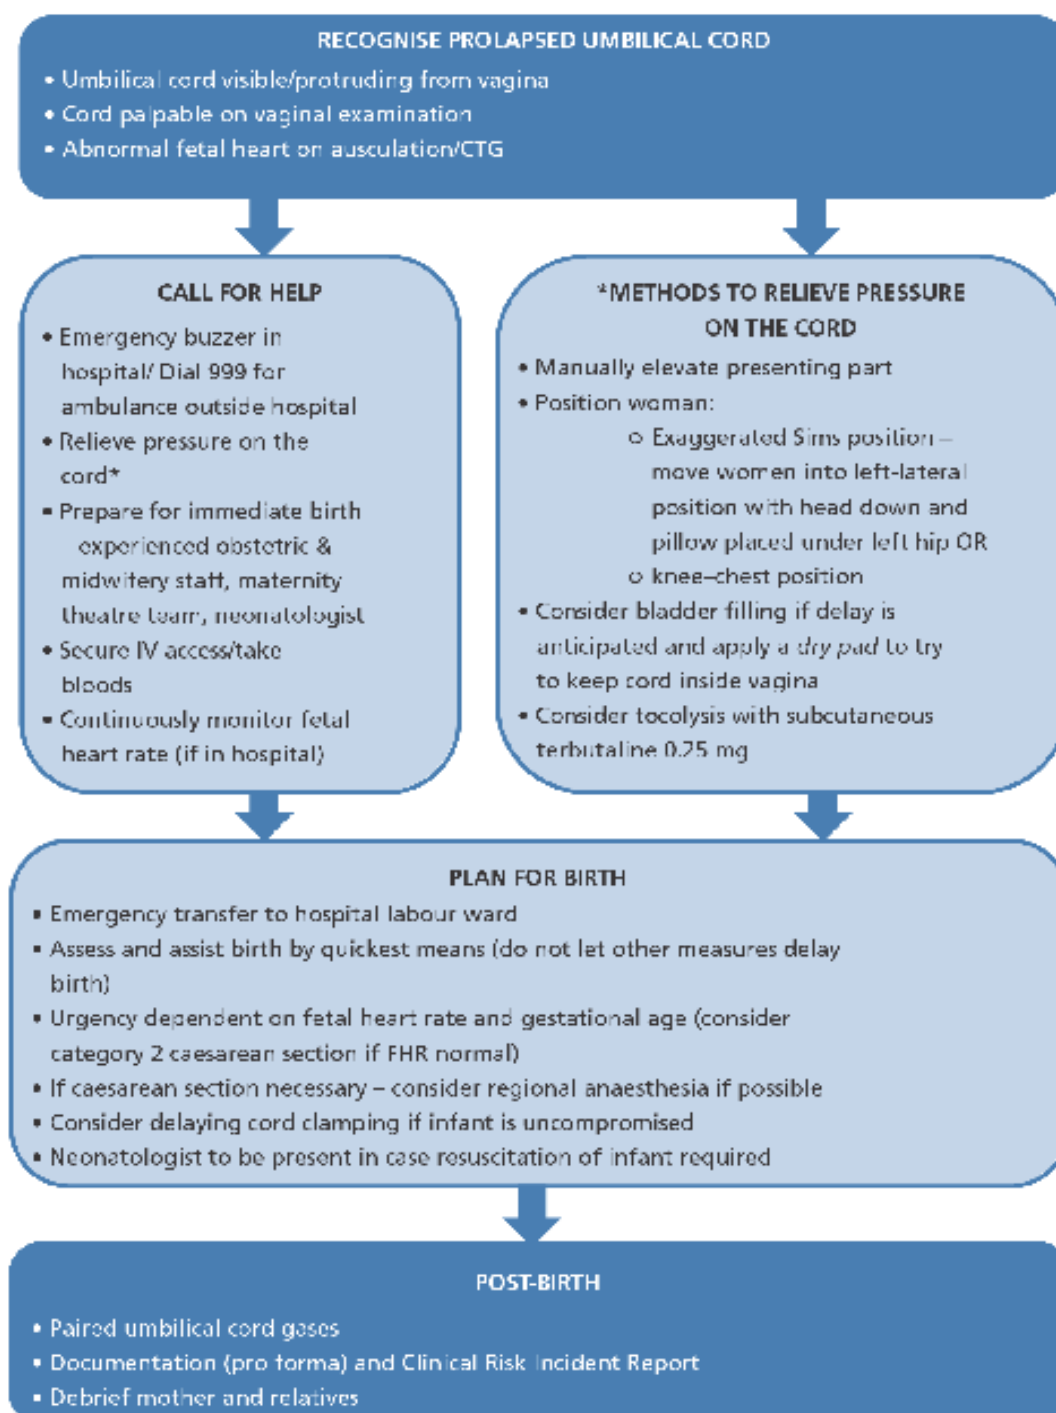 RECOGNISE PROLAPSED UMBILICAL CORD
• Umbilical cord visible/protruding from vagina
• Cord palpable on vaginal examination
• Abnormal fetal heart on ausculation/CTG
CALL FOR HELP
• Emergency buzzer in
hospital/ Dial 999 for
ambulance outside hospital
• Relieve pressure on the
cord*
• Prepare for immediate birth
experienced obstetric &
midwifery staff, maternity
theatre team, neonatologist
• Secure IV access/take
bloods
• Continuously monitor fetal
heart rate (if in hospital)
*METHODS TO RELIEVE PRESSURE
ON THE CORD
• Manually elevate presenting part
• Position woman:
o Exaggerated Sims position –
move women into left-lateral
position with head down and
pillow placed under left hip OR
o knee–chest position
• Consider bladder filling if delay is
anticipated and apply a dry pad to try
to keep cord inside vagina
• Consider tocolysis with subcutaneous
terbutaline 0.25 mg
PLAN FOR BIRTH
• Emergency transfer to hospital labour ward
• Assess and assist birth by quickest means (do not let other measures delay
birth)
• Urgency dependent on fetal heart rate and gestational age (consider
category 2 caesarean section if FHR normal)
• If caesarean section necessary – consider regional anaesthesia if possible
• Consider delaying cord clamping if infant is uncompromised
• Neonatologist to be present in case resuscitation of infant required
POST-BIRTH
• Paired umbilical cord gases
• Documentation (pro forma) and Clinical Risk Incident Report
• Debrief mother and relatives